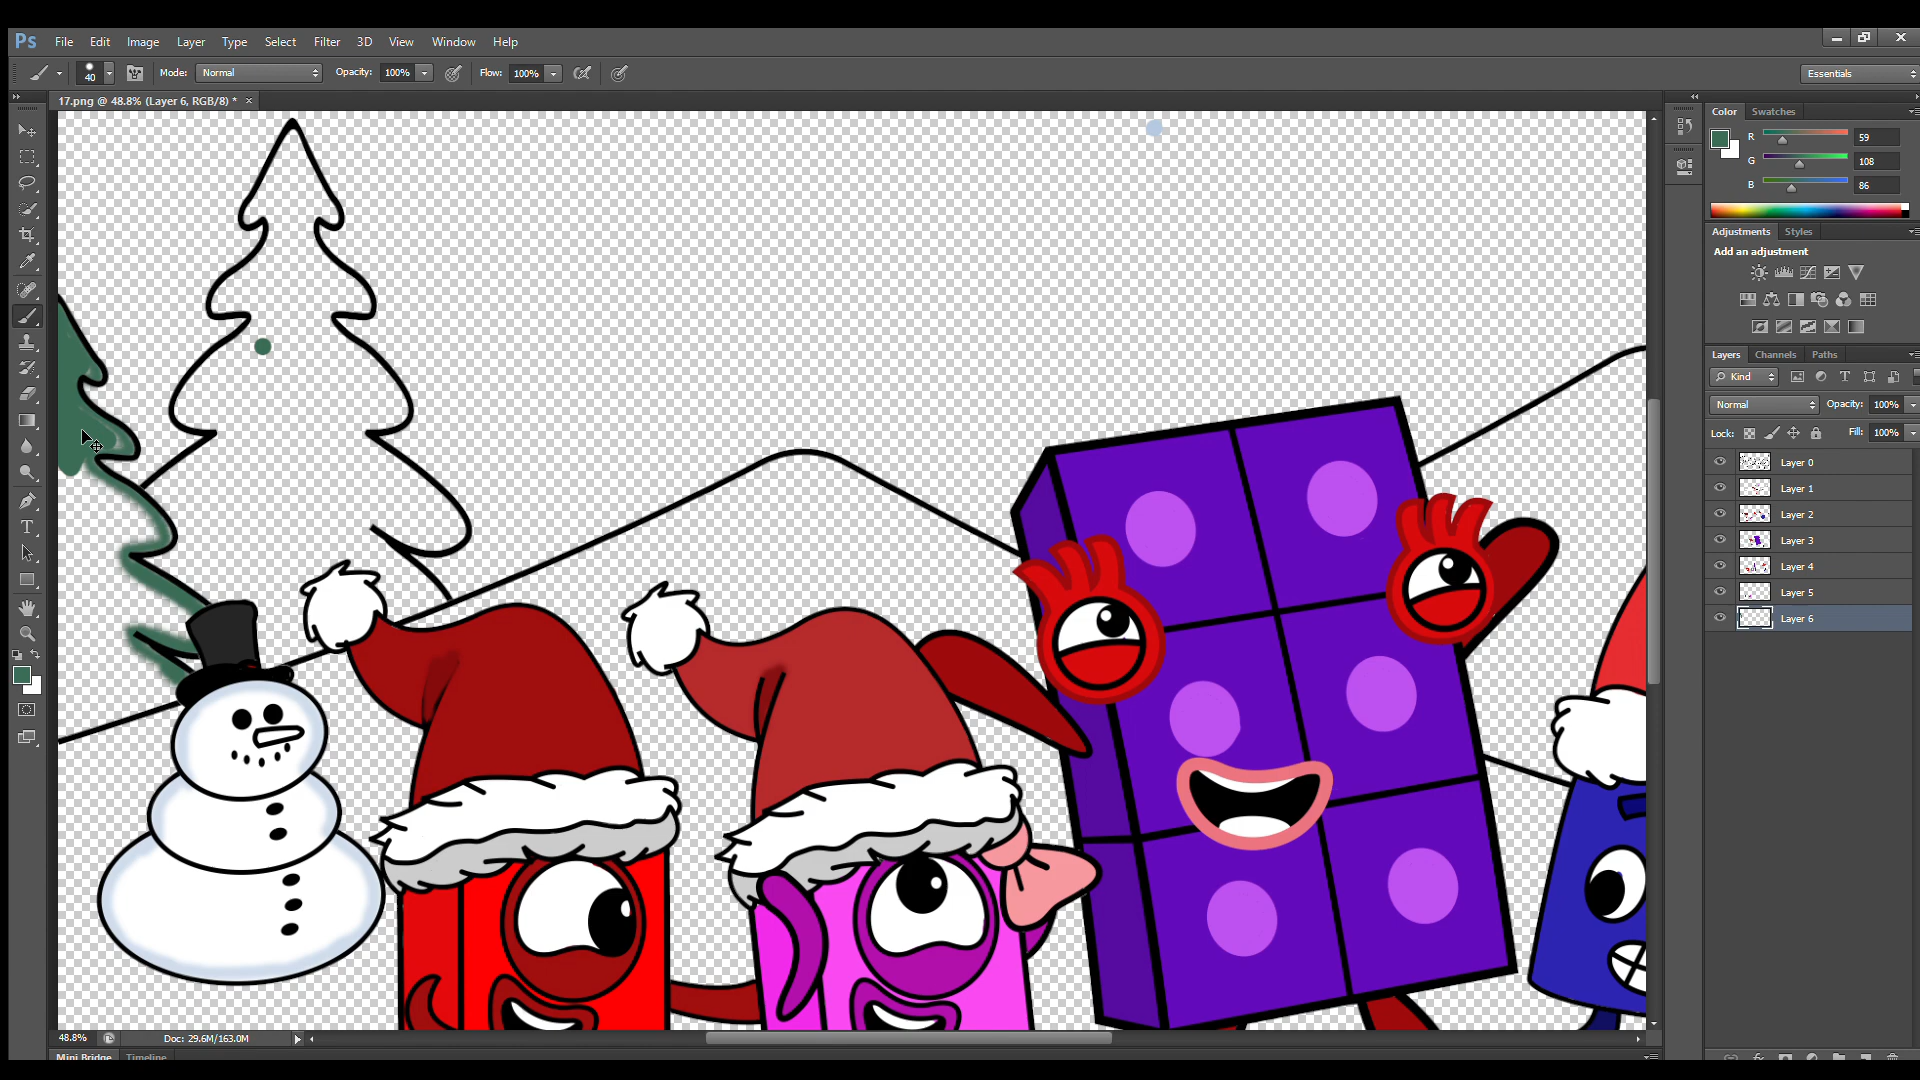 Ps File Edit Image Layer Type Select Filter 3D View Window Help
40 Mode: Normal Opacity: 100% Flow: 100% Essentials
17.png @ 48.8% (Layer 6, RGB/8) * ×
Color Swatches
R 59
G 108
B 86
Adjustments Styles
Add an adjustment
Layers Channels Paths
Kind T
Normal Opacity: 100%
Lock: Fill: 100%
Layer 0
Layer 1
Layer 2
Layer 3
Layer 4
Layer 5
Layer 6
T
48.8% Doc: 29.6M/163.0M
Mini Bridge Timeline
fx